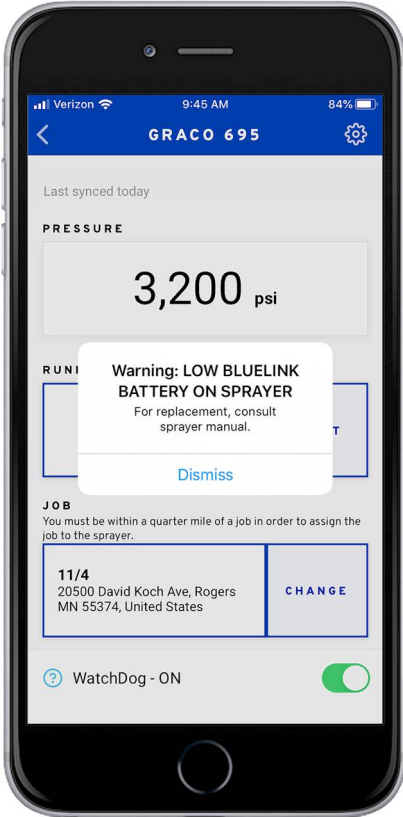 Verizon 9:45 AM 84%
GRACO 695
Last synced today
PRESSURE
3,200 psi
Warning: LOW BLUELINK
BATTERY ON SPRAYER
For replacement, consult
sprayer manual.
Dismiss
JOB
You must be within a quarter mile of a job in order to assign the
job to the sprayer.
11/4
20500 David Koch Ave, Rogers
MN 55374, United States
CHANGE
? WatchDog - ON